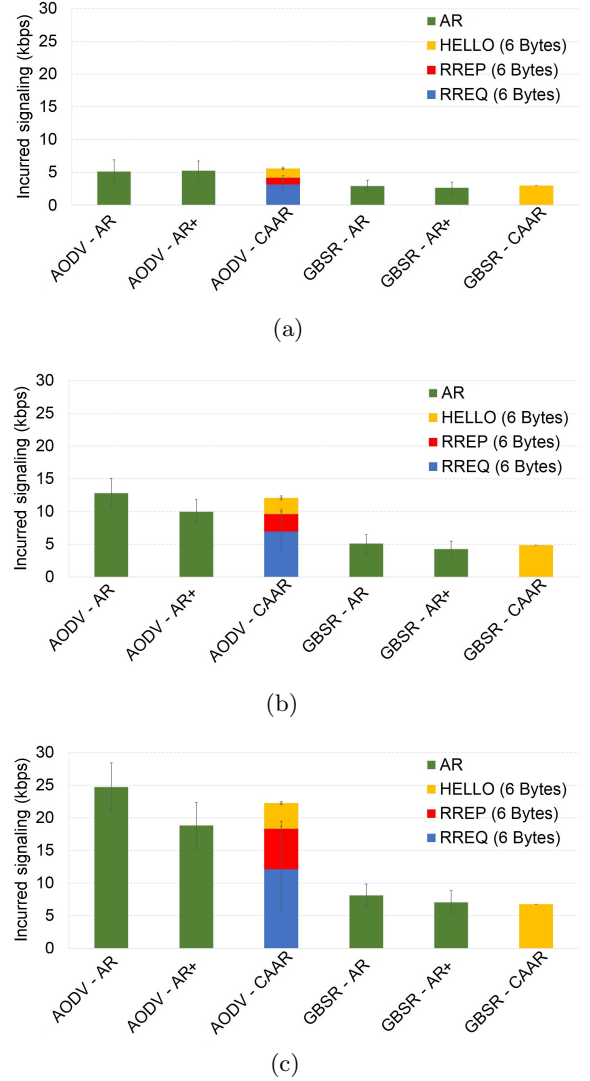 Incurred signaling (kbps)
30
25
20
15
10
5
0
AR
HELLO (6 Bytes)
RREP (6 Bytes)
RREQ (6 Bytes)
AODV - AR
AODV - AR+
AODV - CAAR
GBSR - AR
GBSR - AR+
GBSR - CAAR
(a)
Incurred signaling (kbps)
30
25
20
15
10
5
0
AR
HELLO (6 Bytes)
RREP (6 Bytes)
RREQ (6 Bytes)
AODV - AR
AODV - AR+
AODV - CAAR
GBSR - AR
GBSR - AR+
GBSR - CAAR
(b)
Incurred signaling (kbps)
30
25
20
15
10
5
0
AR
HELLO (6 Bytes)
RREP (6 Bytes)
RREQ (6 Bytes)
AODV - AR
AODV - AR+
AODV - CAAR
GBSR - AR
GBSR - AR+
GBSR - CAAR
(c)